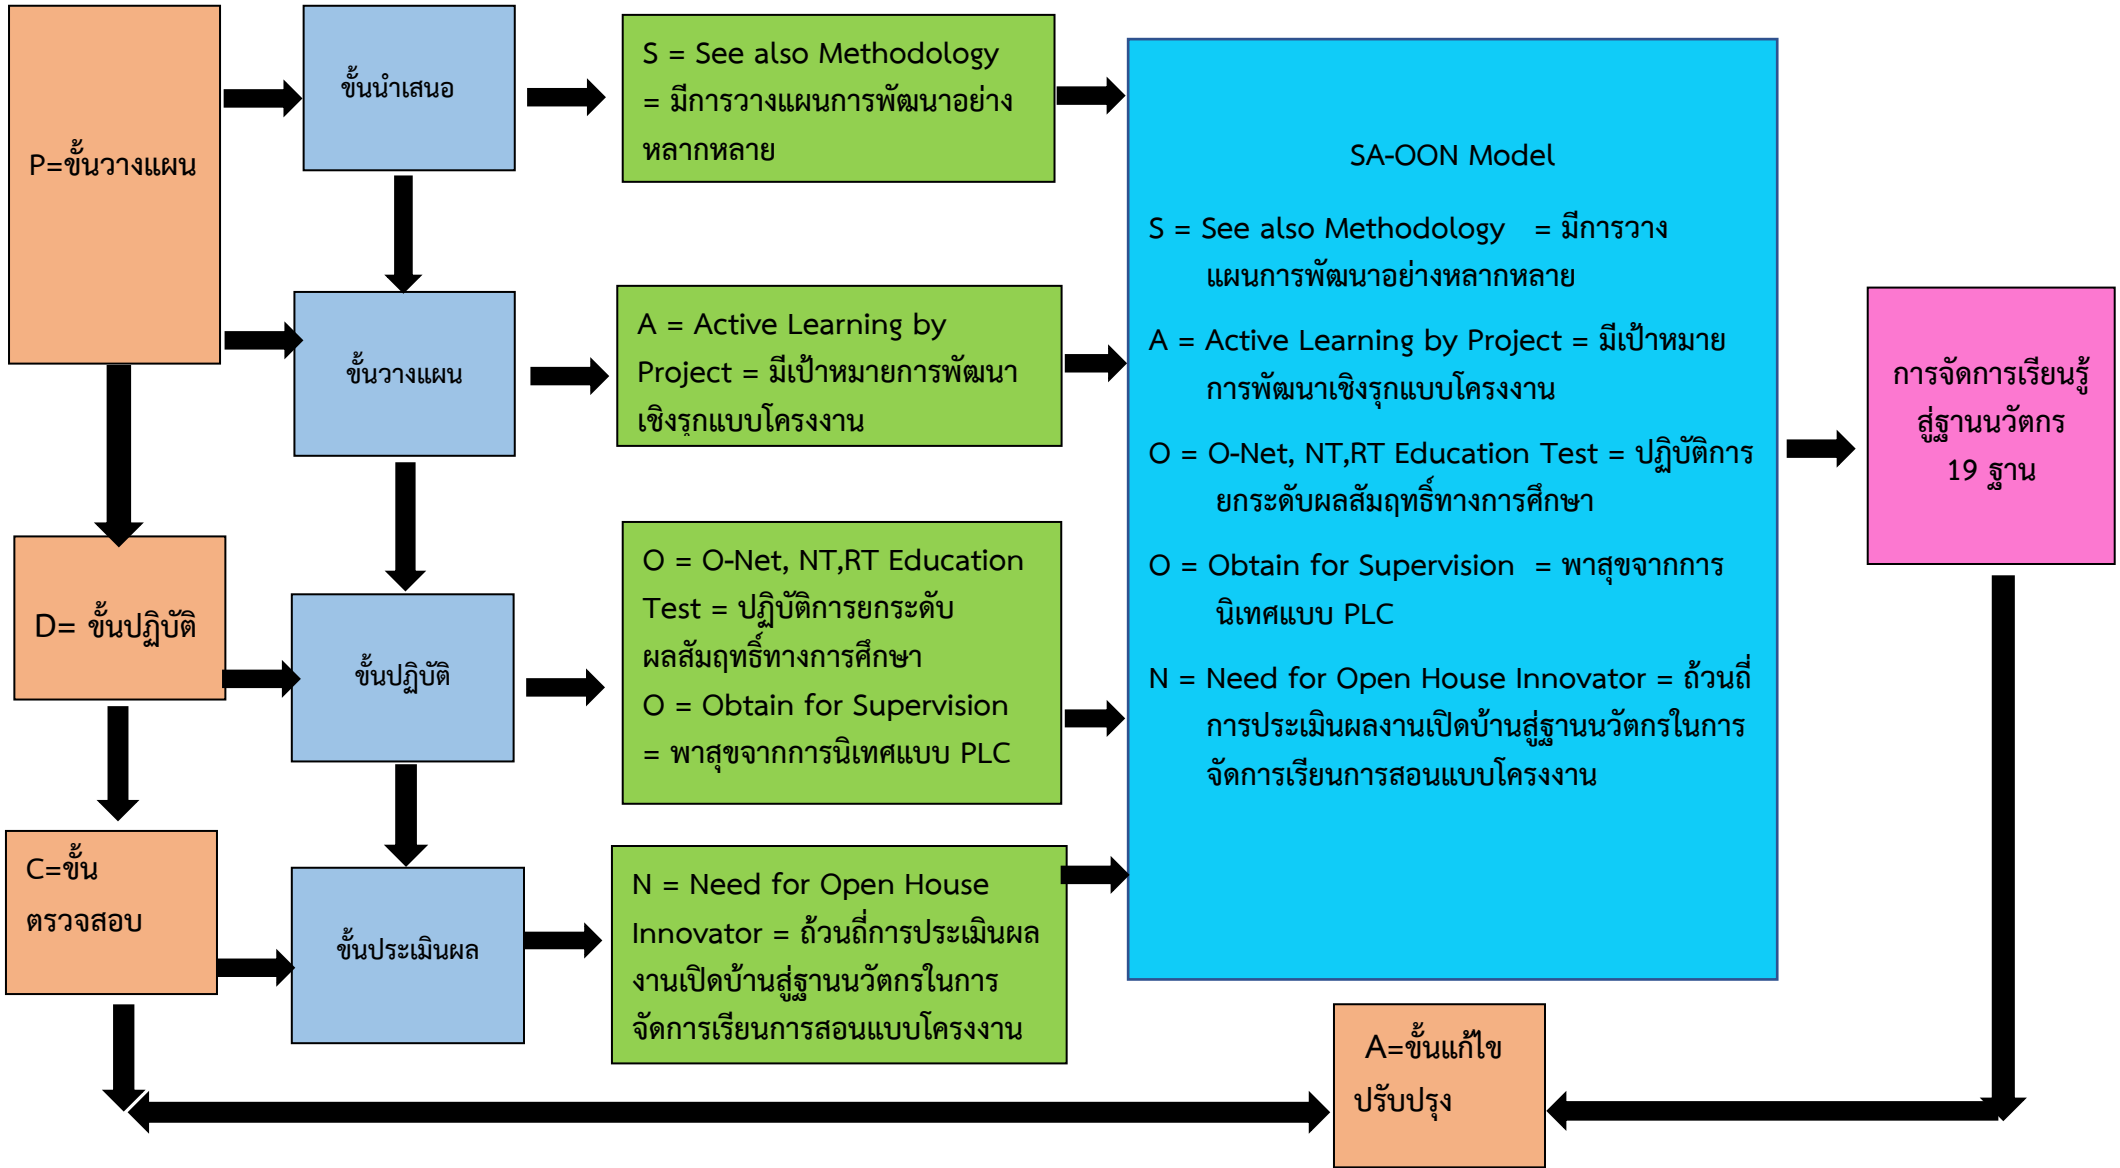 P=ขั้นวางแผน
ขั้นนำเสนอ
S = See also Methodology
= มีการวางแผนการพัฒนาอย่าง
หลากหลาย
ขั้นวางแผน
A = Active Learning by
Project = มีเป้าหมายการพัฒนา
เชิงรุกแบบโครงงาน
D= ขั้นปฏิบัติ
ขั้นปฏิบัติ
O = O-Net, NT,RT Education
Test = ปฏิบัติการยกระดับ
ผลสัมฤทธิ์ทางการศึกษา
O = Obtain for Supervision
= พาสุขจากการนิเทศแบบ PLC
C=ขั้น
ตรวจสอบ
ขั้นประเมินผล
N = Need for Open House
Innovator = ถ้วนถี่การประเมินผล
งานเปิดบ้านสู่ฐานนวัตกรในการ
จัดการเรียนการสอนแบบโครงงาน
SA-OON Model
S = See also Methodology = มีการวาง
แผนการพัฒนาอย่างหลากหลาย
A = Active Learning by Project = มีเป้าหมาย
การพัฒนาเชิงรุกแบบโครงงาน
O = O-Net, NT,RT Education Test = ปฏิบัติการ
ยกระดับผลสัมฤทธิ์ทางการศึกษา
O = Obtain for Supervision = พาสุขจากการ
นิเทศแบบ PLC
N = Need for Open House Innovator = ถ้วนถี่
การประเมินผลงานเปิดบ้านสู่ฐานนวัตกรในการ
จัดการเรียนการสอนแบบโครงงาน
การจัดการเรียนรู้
สู่ฐานนวัตกร
19 ฐาน
A=ขั้นแก้ไข
ปรับปรุง